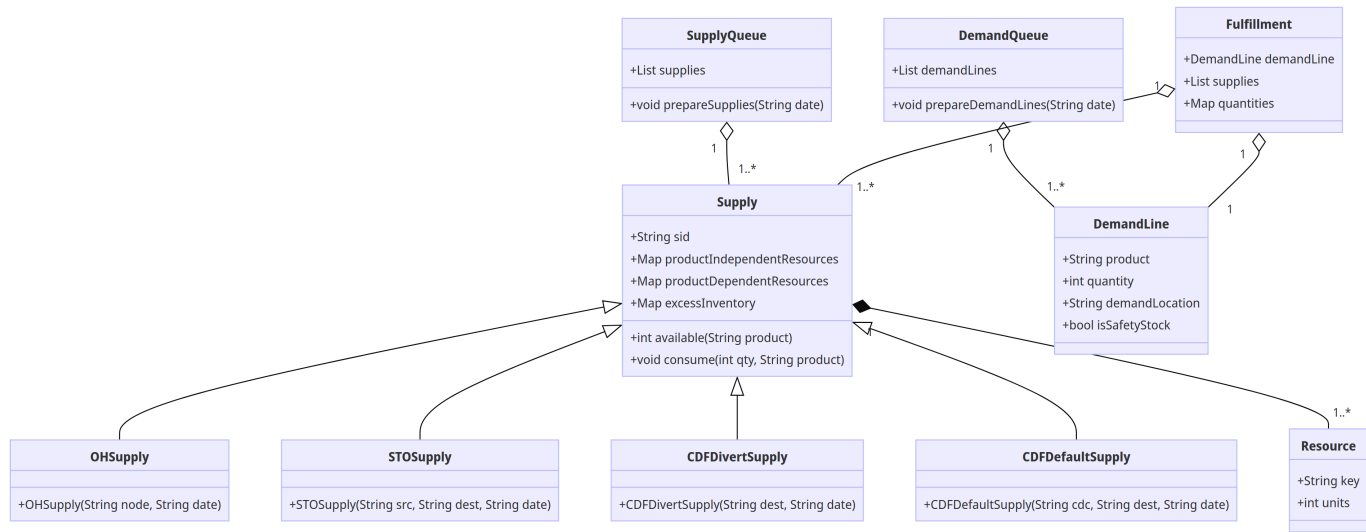 SupplyQueue
+List supplies
+void prepareSupplies(String date)
DemandQueue
+List demandLines
+void prepareDemandLines(String date)
Fulfillment
+DemandLine demandLine
+List supplies
+Map quantities
1
1
1
1
1..*
1..*
1..*
1
Supply
+String sid
+Map productIndependentResources
+Map productDependentResources
+Map excessInventory
+int available(String product)
+void consume(int qty, String product)
DemandLine
+String product
+int quantity
+String demandLocation
+bool isSafetyStock
1
1..*
OHSupply
+OHSupply(String node, String date)
STOSupply
+STOSupply(String src, String dest, String date)
CDFDivertSupply
+CDFDivertSupply(String dest, String date)
CDFDefaultSupply
+CDFDefaultSupply(String cdc, String dest, String date)
Resource
+String key
+int units